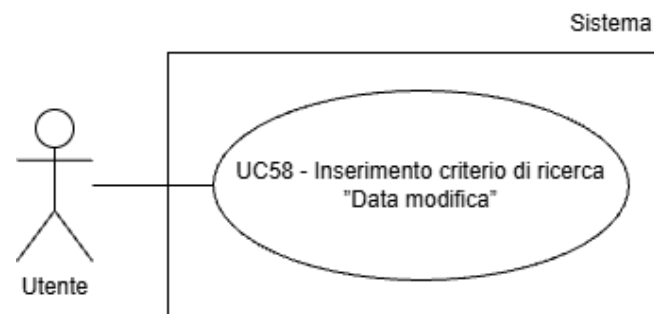 Sistema
UC58 - Inserimento criterio di ricerca
"Data modifica"
Utente